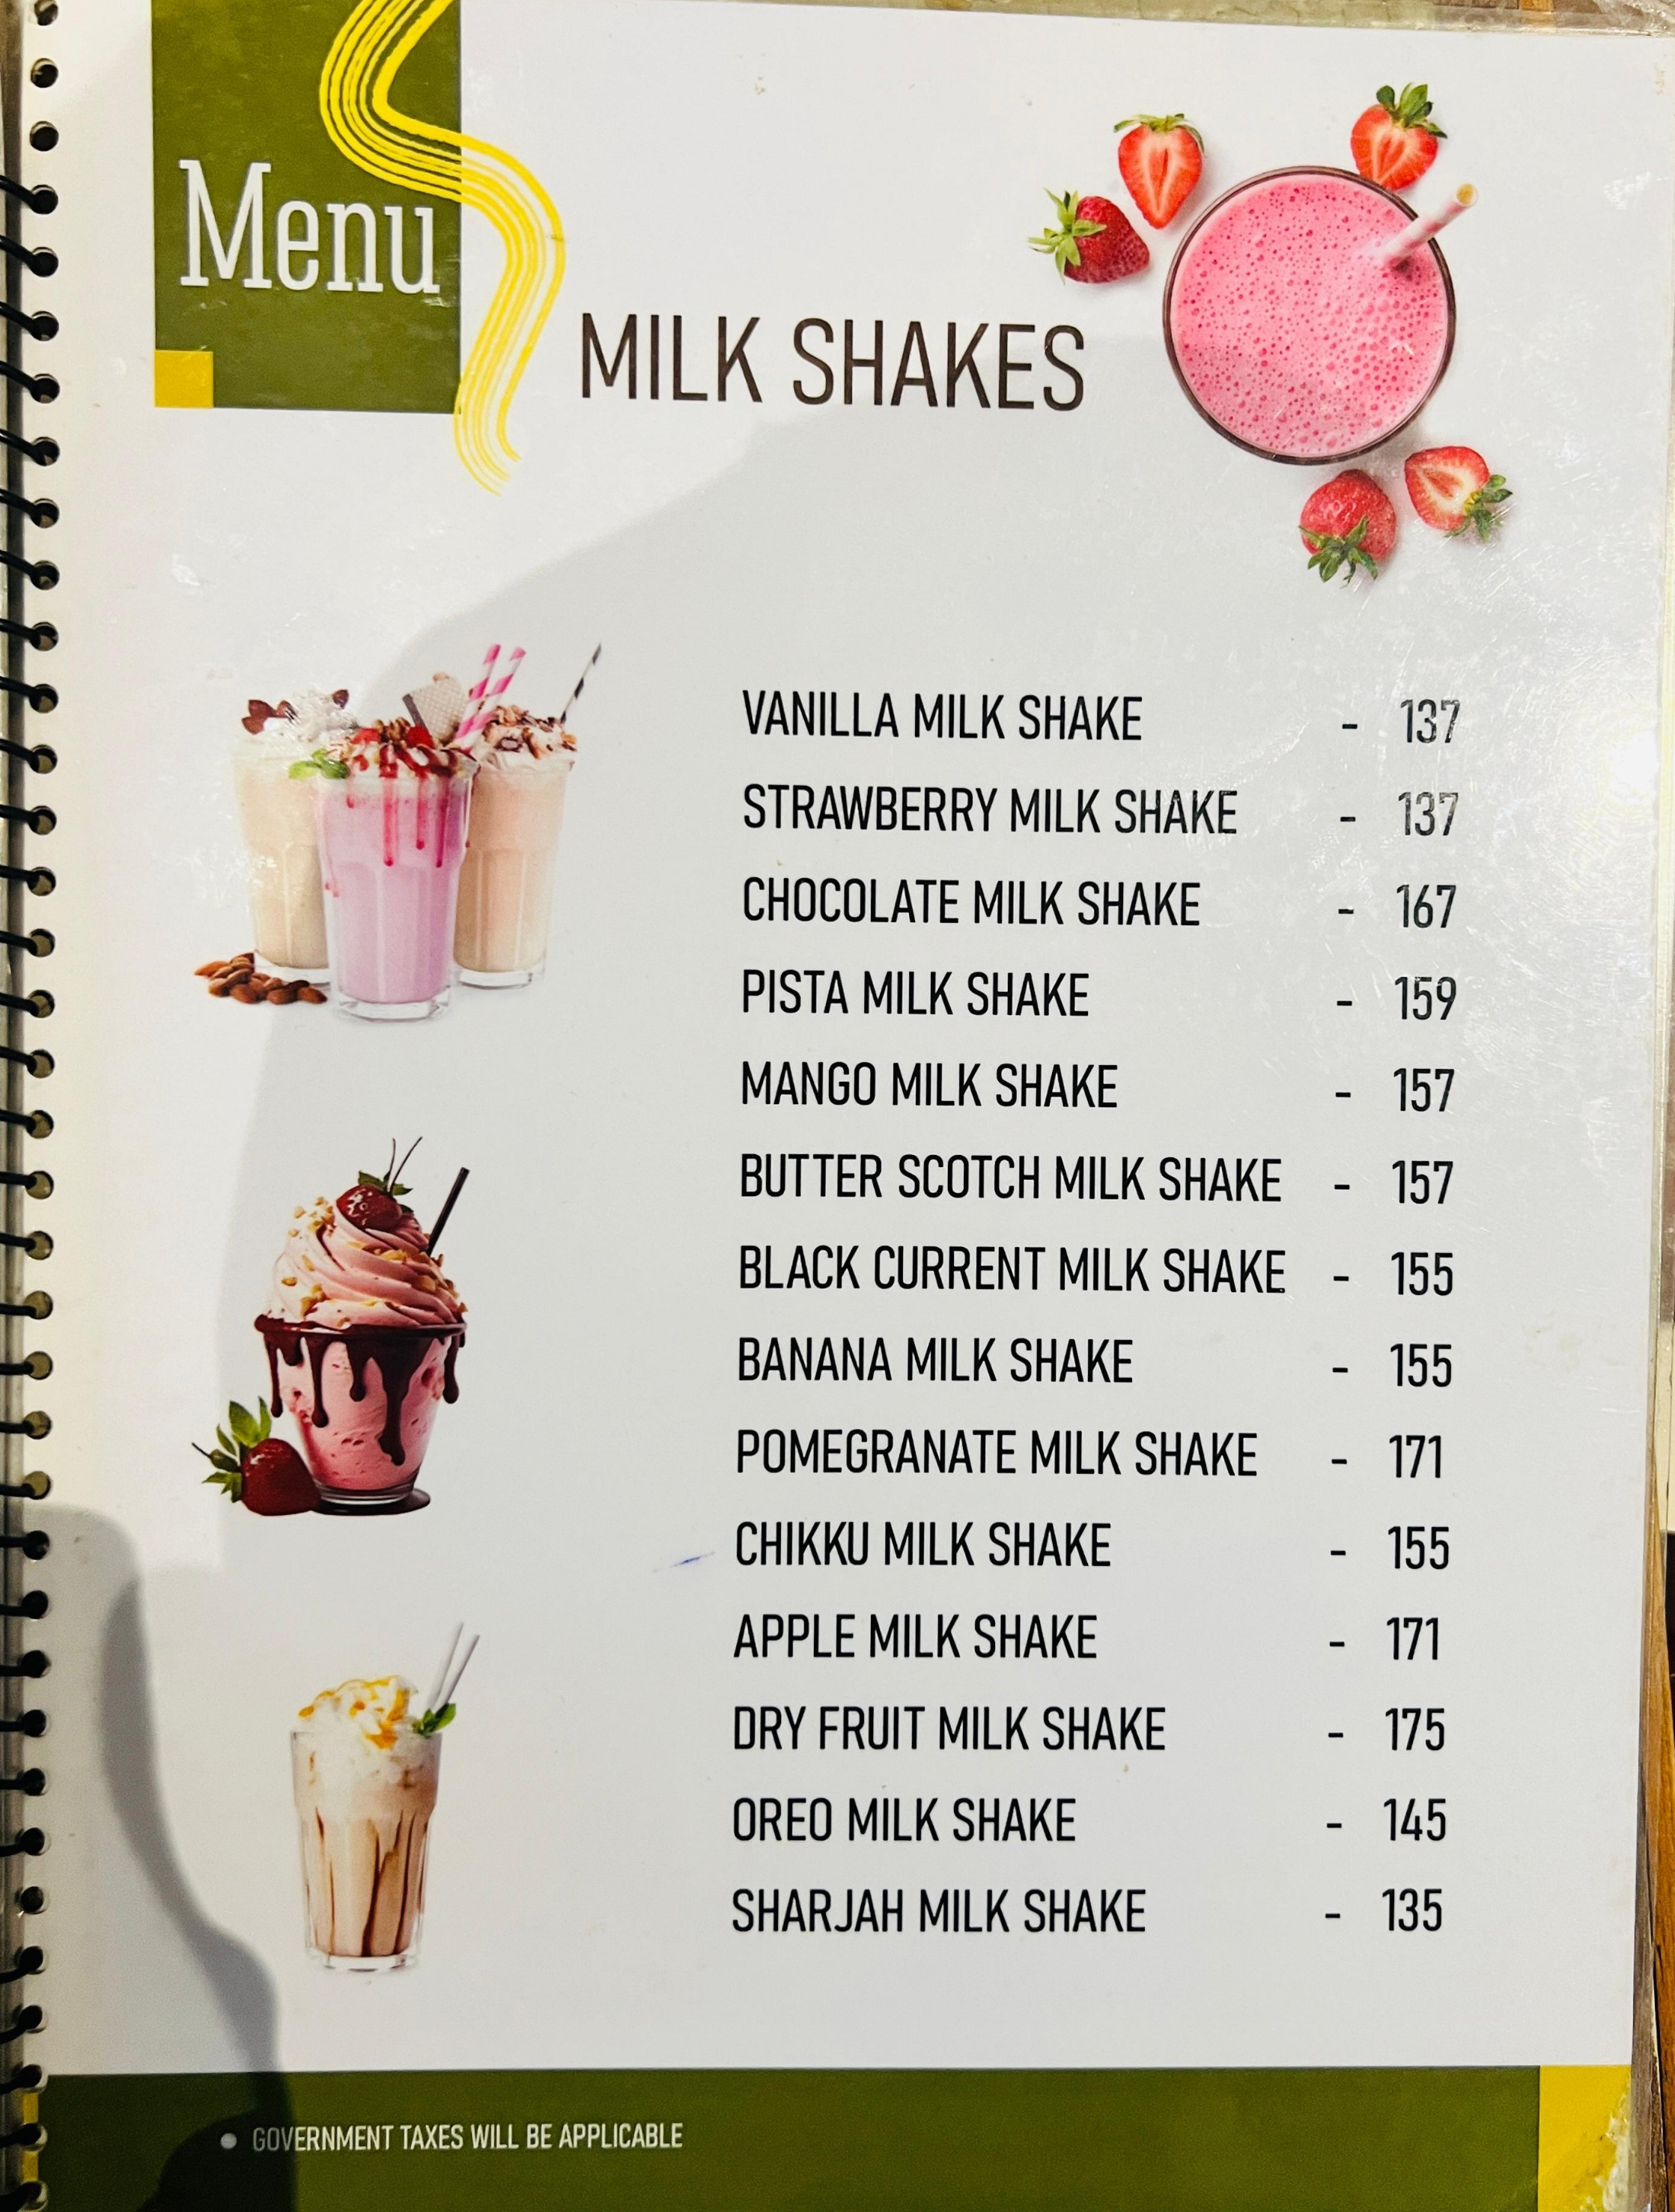 Menu
MILK SHAKES
VANILLA MILK SHAKE - 137
STRAWBERRY MILK SHAKE - 137
CHOCOLATE MILK SHAKE - 167
PISTA MILK SHAKE - 159
MANGO MILK SHAKE - 157
BUTTER SCOTCH MILK SHAKE - 157
BLACK CURRENT MILK SHAKE - 155
BANANA MILK SHAKE - 155
POMEGRANATE MILK SHAKE - 171
CHIKKU MILK SHAKE - 155
APPLE MILK SHAKE - 171
DRY FRUIT MILK SHAKE - 175
OREO MILK SHAKE - 145
SHARJAH MILK SHAKE - 135
• GOVERNMENT TAXES WILL BE APPLICABLE